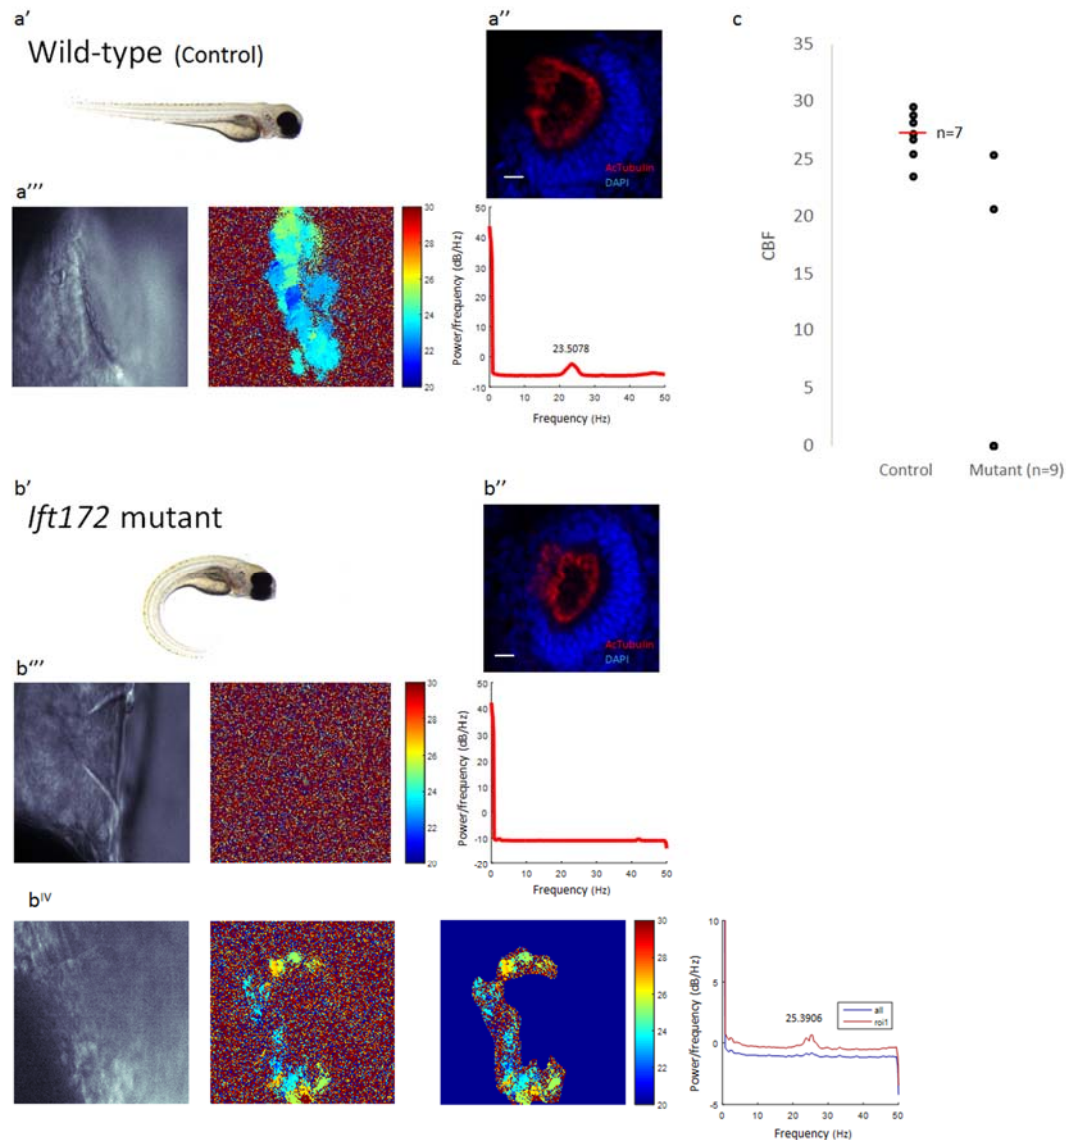 a'
Wild-type (Control)
a''
AcTubulin
DAPI
a'''
30
28
26
24
22
20
Power/frequency (dB/Hz)
50
40
30
20
10
0
-10
23.5078
0 10 20 30 40 50
Frequency (Hz)
c
35
30
25
20
15
10
5
0
CBF
n=7
Control Mutant (n=9)
b'
Ift172 mutant
b''
AcTubulin
DAPI
b'''
30
28
26
24
22
20
Power/frequency (dB/Hz)
50
40
30
20
10
0
-10
-20
0 10 20 30 40 50
Frequency (Hz)
bIV
30
28
26
24
22
20
Power/frequency (dB/Hz)
10
5
0
-5
25.3906
all
roi1
0 10 20 30 40 50
Frequency (Hz)